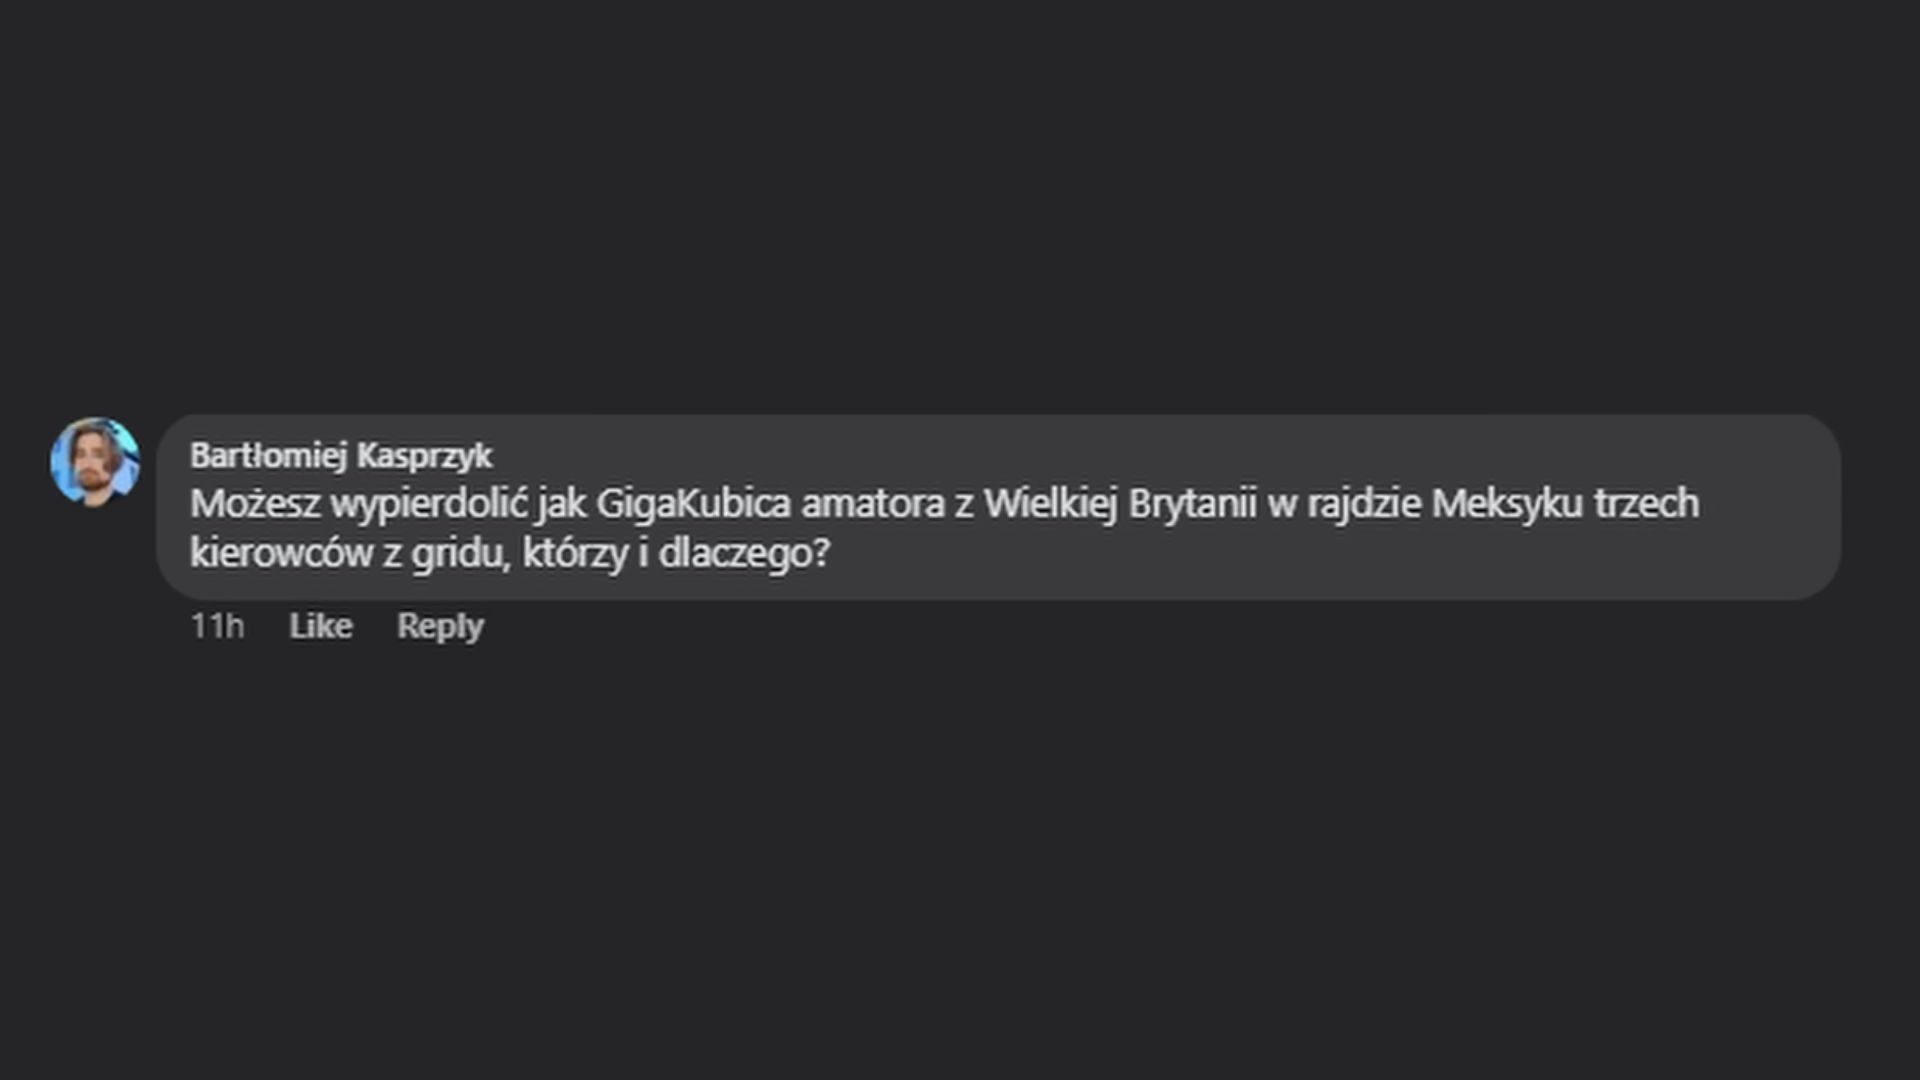 Bartłomiej Kasprzyk
Możesz wypierdolić jak GigaKubica amatora z Wielkiej Brytanii w rajdzie Meksyku trzech
kierowców z gridu, którzy i dlaczego?
11h Like Reply